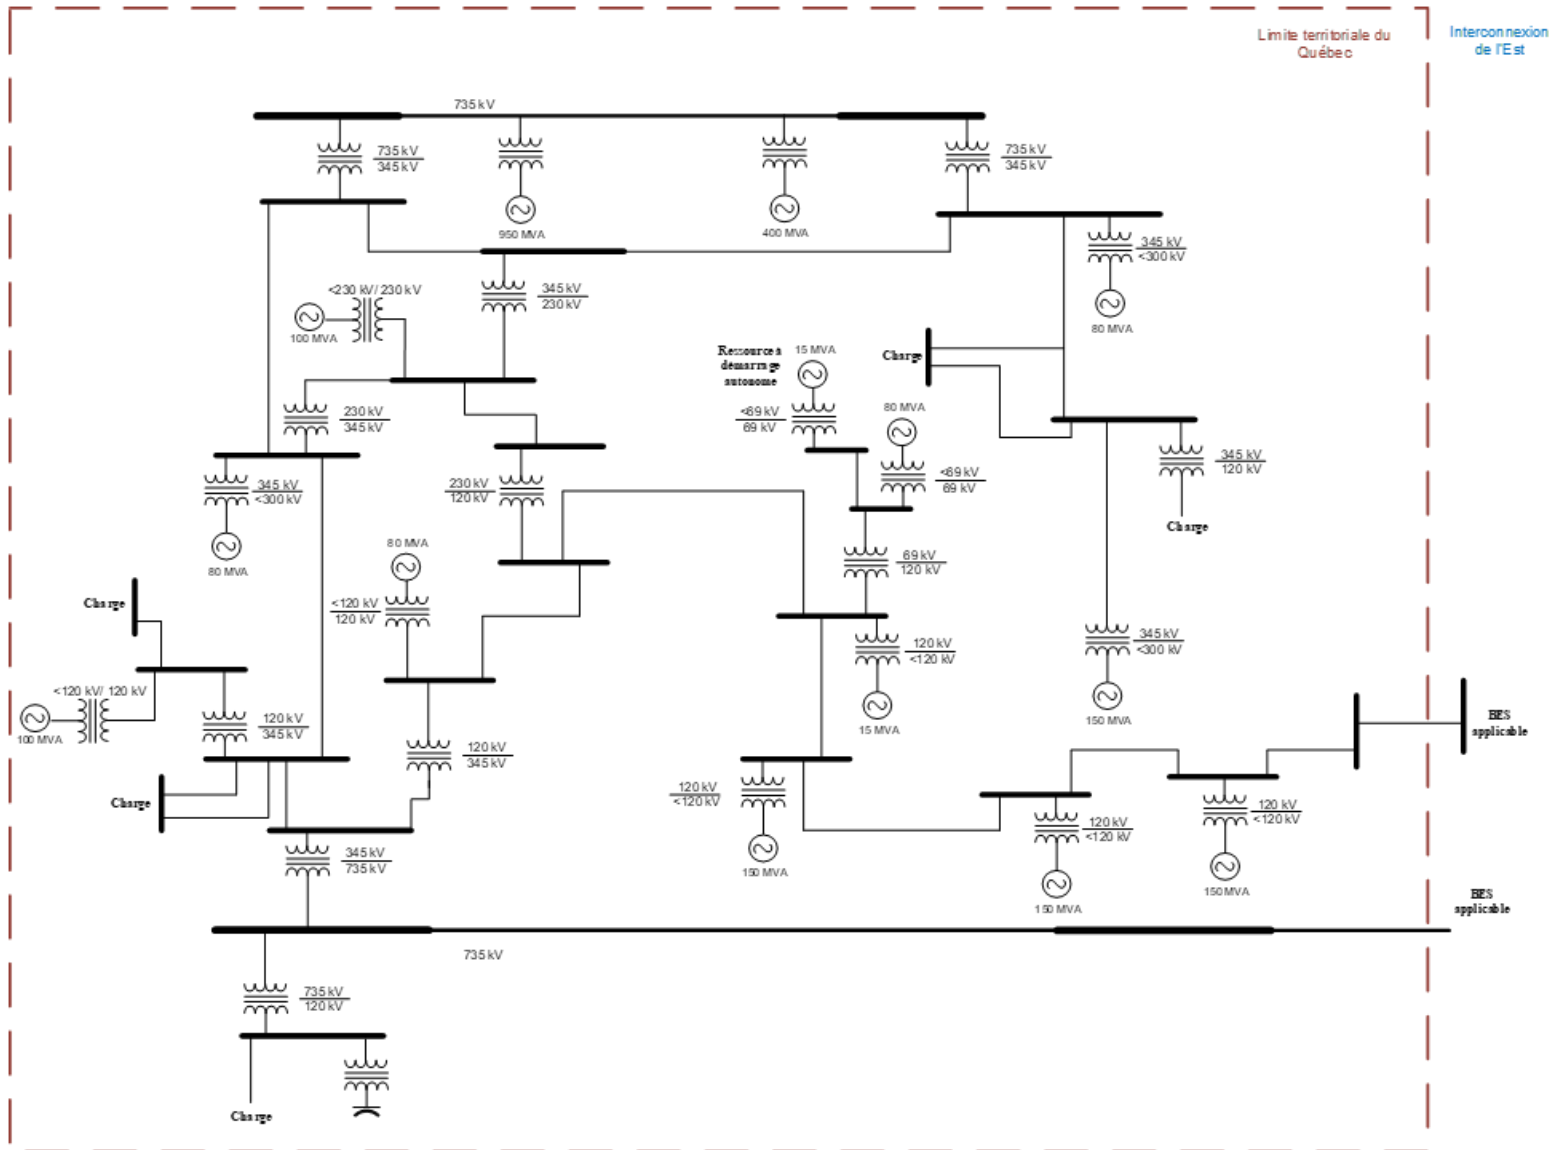 Limite territoriale du
Québec
Interconnexion
de l'Est
735 kV
735 kV
345 kV
735 kV
345 kV
950 MVA
400 MVA
345 kV
<300 kV
80 MVA
<230 kV/ 230 kV
100 MVA
345 kV
230 kV
Ressource à
démarrage
autonome
15 MVA
Charge
<69 kV
69 kV
80 MVA
230 kV
345 kV
<69 kV
69 kV
345 kV
120 kV
Charge
345 kV
<300 kV
80 MVA
230 kV
120 kV
80 MVA
69 kV
120 kV
Charge
<120 kV
120 kV
120 kV
<120 kV
15 MVA
345 kV
<300 kV
150 MVA
<120 kV/ 120 kV
100 MVA
120 kV
345 kV
120 kV
345 kV
BES
applicable
Charge
120 kV
<120 kV
150 MVA
120 kV
<120 kV
150 MVA
120 kV
<120 kV
150 MVA
345 kV
735 kV
BES
applicable
735 kV
735 kV
120 kV
Charge